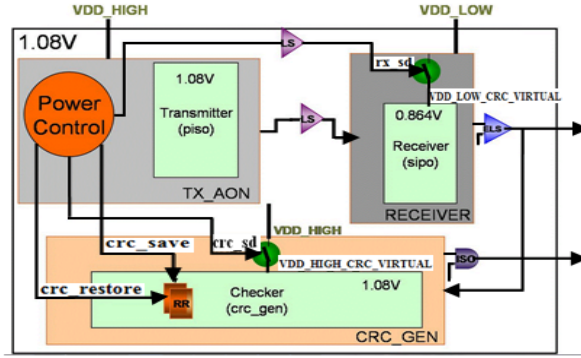 VDD_HIGH
VDD_LOW
1.08V
LS
rx_sd
Power
Control
1.08V
Transmitter
(piso)
TX_AON
LS
VDD_LOW_CRC_VIRTUAL
0.864V
Receiver
(sipo)
RECEIVER
ELS
crc_save
crc_sd
VDD_HIGH
VDD_HIGH_CRC_VIRTUAL
ISO
crc_restore
RR
Checker
(crc_gen)
1.08V
CRC_GEN